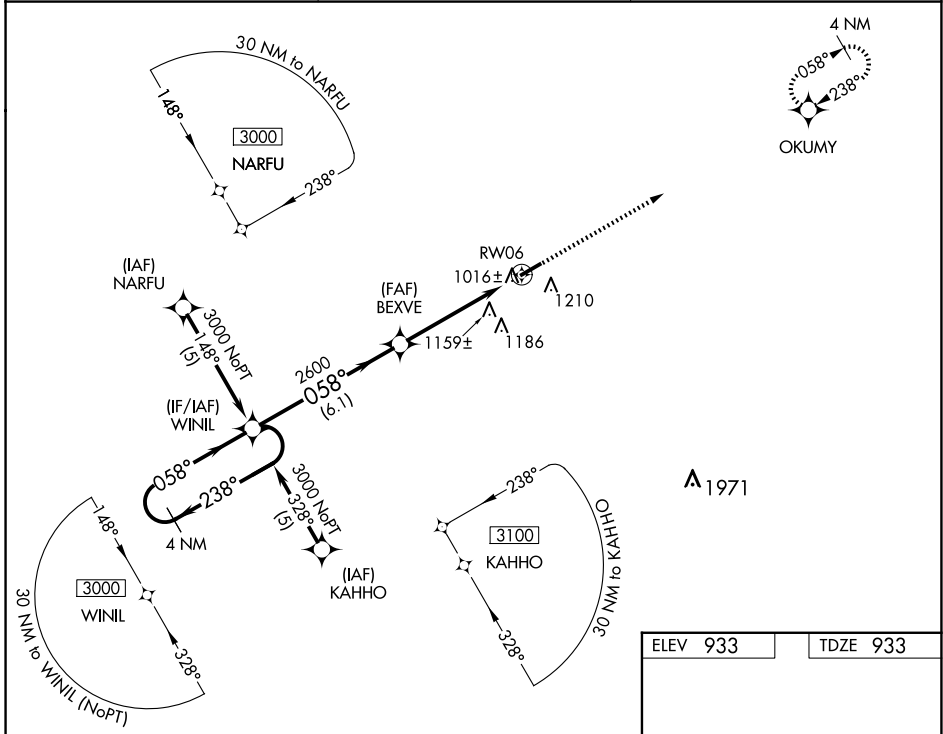 4 NM
058°
238°
OKUMY
30 NM to NARFU
148°
3000
NARFU
238°
(IAF)
NARFU
3000 NoPT
148°
(5)
RW06
1016±
1210
(FAF)
BEXVE
1159±
1186
2600
058°
(6.1)
(IF/IAF)
WINIL
058°
238°
4 NM
3000 NoPT
328°
(5)
(IAF)
KAHHO
1971
238°
3100
KAHHO
328°
30 NM to KAHHO
148°
3000
WINIL
328°
30 NM to WINIL (NoPT)
ELEV 933
TDZE 933